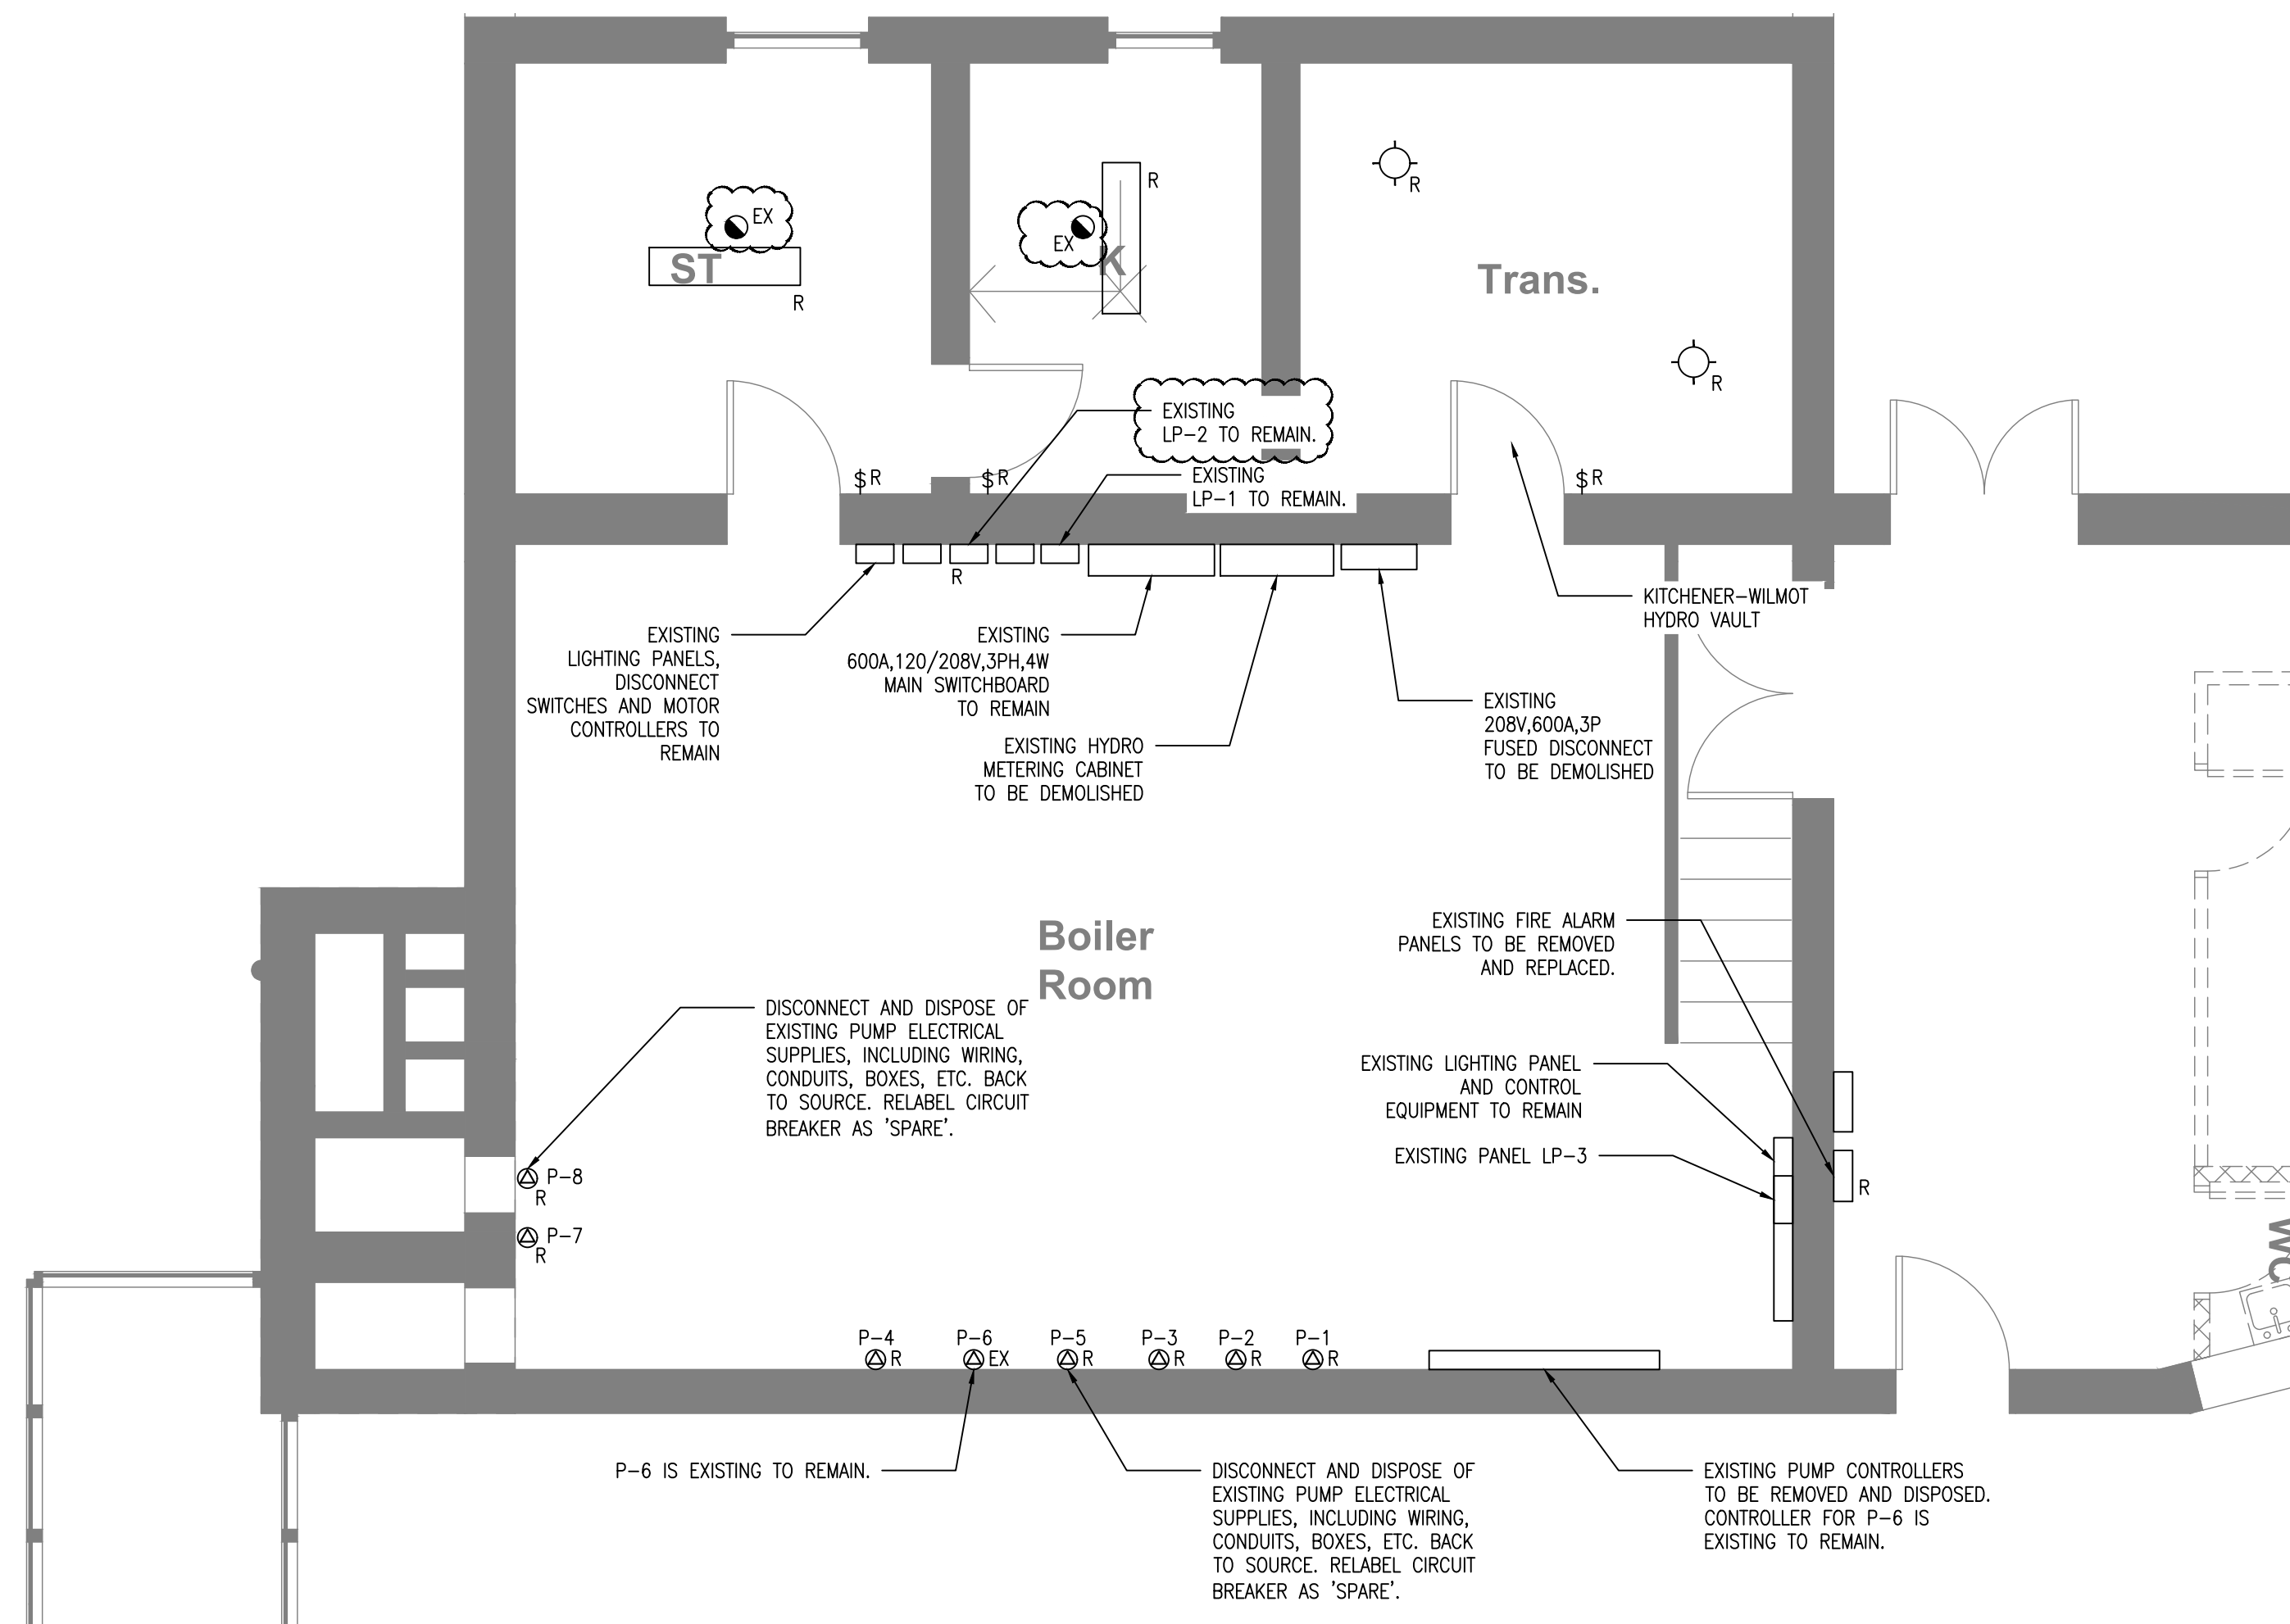 R
R
EX
EX
ST
K
Trans.
R
R
EXISTING
LP-2 TO REMAIN.
$R
$R
EXISTING
LP-1 TO REMAIN.
$R
R
KITCHENER-WILMOT
HYDRO VAULT
EXISTING
LIGHTING PANELS,
DISCONNECT
SWITCHES AND MOTOR
CONTROLLERS TO
REMAIN
EXISTING
600A,120/208V,3PH,4W
MAIN SWITCHBOARD
TO REMAIN
EXISTING HYDRO
METERING CABINET
TO BE DEMOLISHED
EXISTING
208V,600A,3P
FUSED DISCONNECT
TO BE DEMOLISHED
Boiler
Room
EXISTING FIRE ALARM
PANELS TO BE REMOVED
AND REPLACED.
DISCONNECT AND DISPOSE OF
EXISTING PUMP ELECTRICAL
SUPPLIES, INCLUDING WIRING,
CONDUITS, BOXES, ETC. BACK
TO SOURCE. RELABEL CIRCUIT
BREAKER AS 'SPARE'.
EXISTING LIGHTING PANEL
AND CONTROL
EQUIPMENT TO REMAIN
EXISTING PANEL LP-3
P-8
R
R
P-7
R
WC
P-4
R
P-6
EX
P-5
R
P-3
R
P-2
R
P-1
R
P-6 IS EXISTING TO REMAIN.
DISCONNECT AND DISPOSE OF
EXISTING PUMP ELECTRICAL
SUPPLIES, INCLUDING WIRING,
CONDUITS, BOXES, ETC. BACK
TO SOURCE. RELABEL CIRCUIT
BREAKER AS 'SPARE'.
EXISTING PUMP CONTROLLERS
TO BE REMOVED AND DISPOSED.
CONTROLLER FOR P-6 IS
EXISTING TO REMAIN.